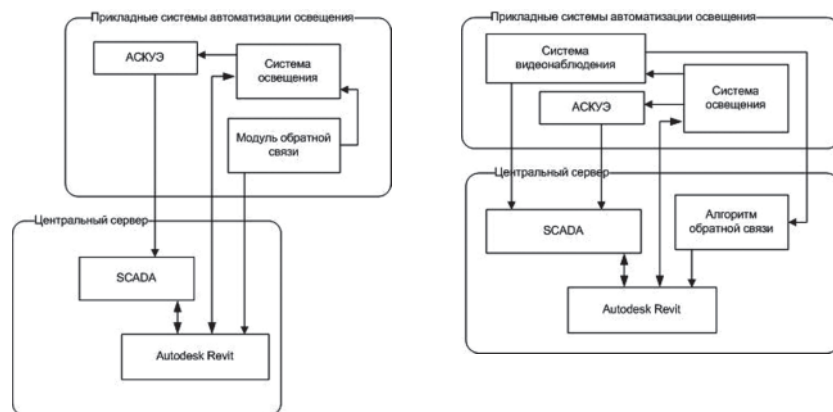 Прикладные системы автоматизации освещения
АСКУЭ
Система
освещения
Модуль обратной
связи
Центральный сервер
SCADA
Autodesk Revit
Прикладные системы автоматизации освещения
Система
видеонаблюдения
Система
освещения
АСКУЭ
Центральный сервер
SCADA
Алгоритм
обратной связи
Autodesk Revit